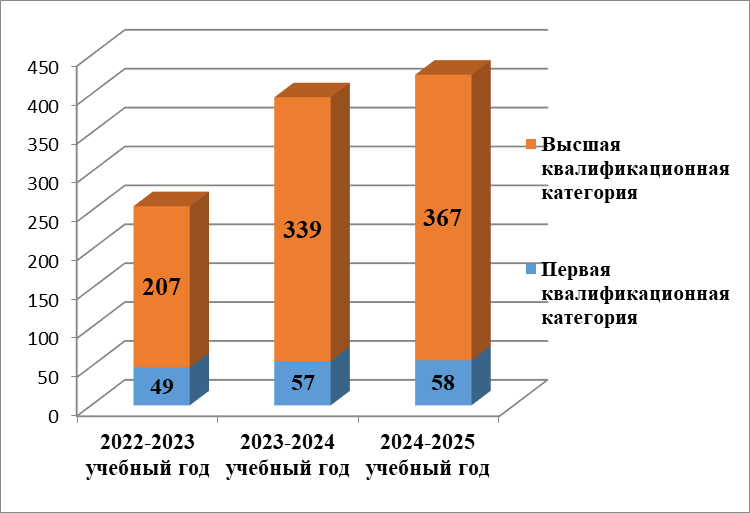 450
400
350
300
250
200
150
100
50
0
207
339
367
49
57
58
2022-2023
учебный год
2023-2024
учебный год
2024-2025
учебный год
Высшая
квалификационная
категория
Первая
квалификационная
категория